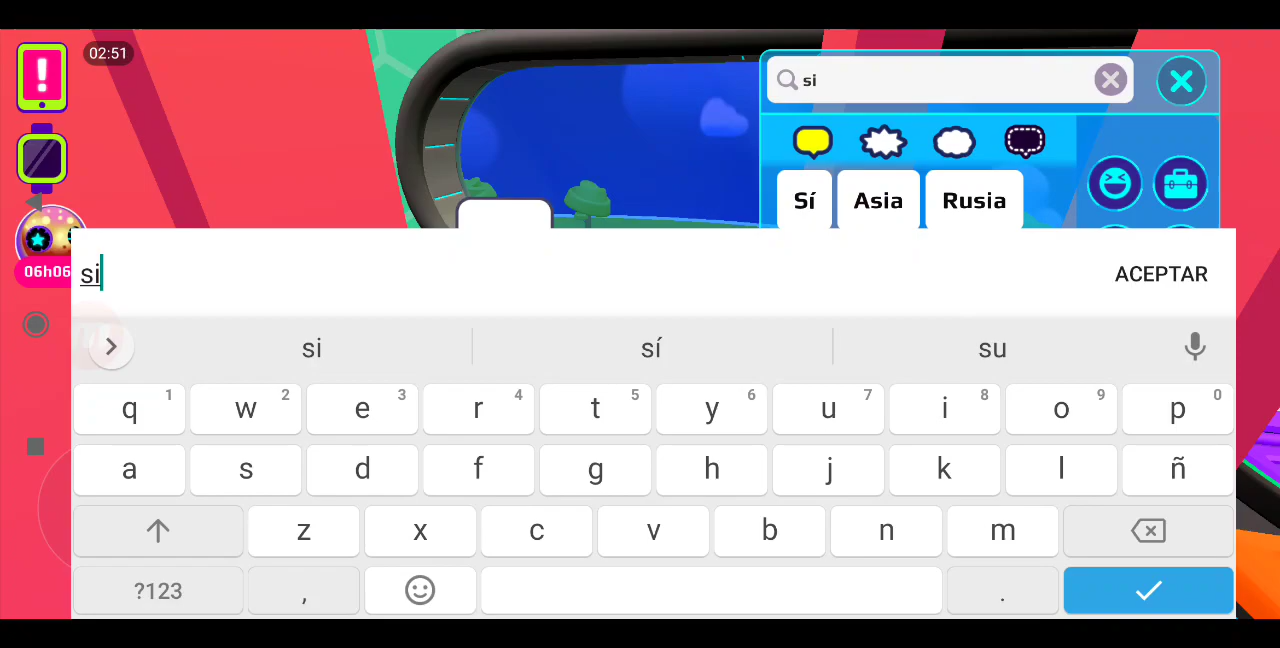 02:51
si
Sí Asia Rusia
06h06
si
ACEPTAR
si sí su
q 1 w 2 e 3 r 4 t 5 y 6 u 7 i 8 o 9 p 0
a s d f g h j k l ñ
z x c v b n m
?123 , .